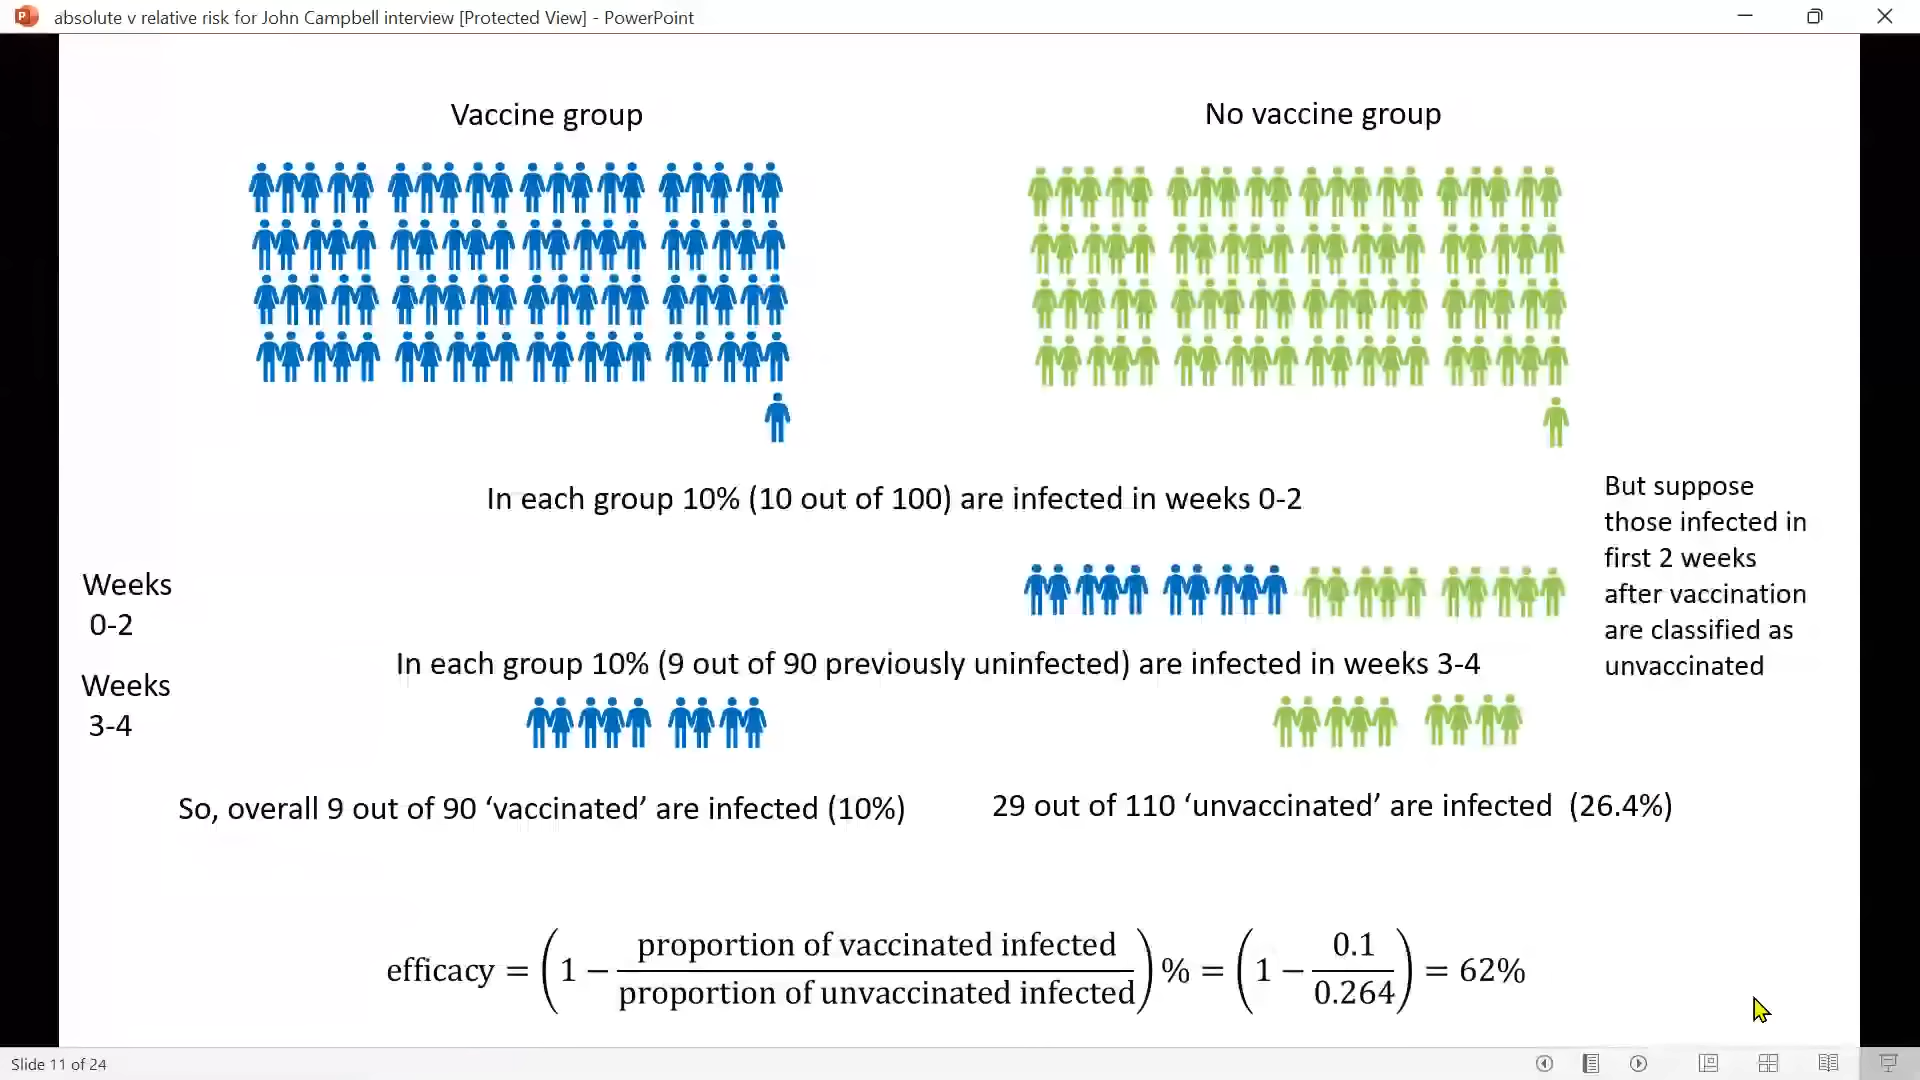 absolute v relative risk for John Campbell interview [Protected View] - PowerPoint
Vaccine group
No vaccine group
In each group 10% (10 out of 100) are infected in weeks 0-2
But suppose
those infected in
first 2 weeks
after vaccination
are classified as
unvaccinated
Weeks
0-2
In each group 10% (9 out of 90 previously uninfected) are infected in weeks 3-4
Weeks
3-4
So, overall 9 out of 90 ‘vaccinated’ are infected (10%)
29 out of 110 ‘unvaccinated’ are infected (26.4%)
efficacy = (1 − proportion of vaccinated infected / proportion of unvaccinated infected) % = (1 − 0.1 / 0.264) = 62%
Slide 11 of 24